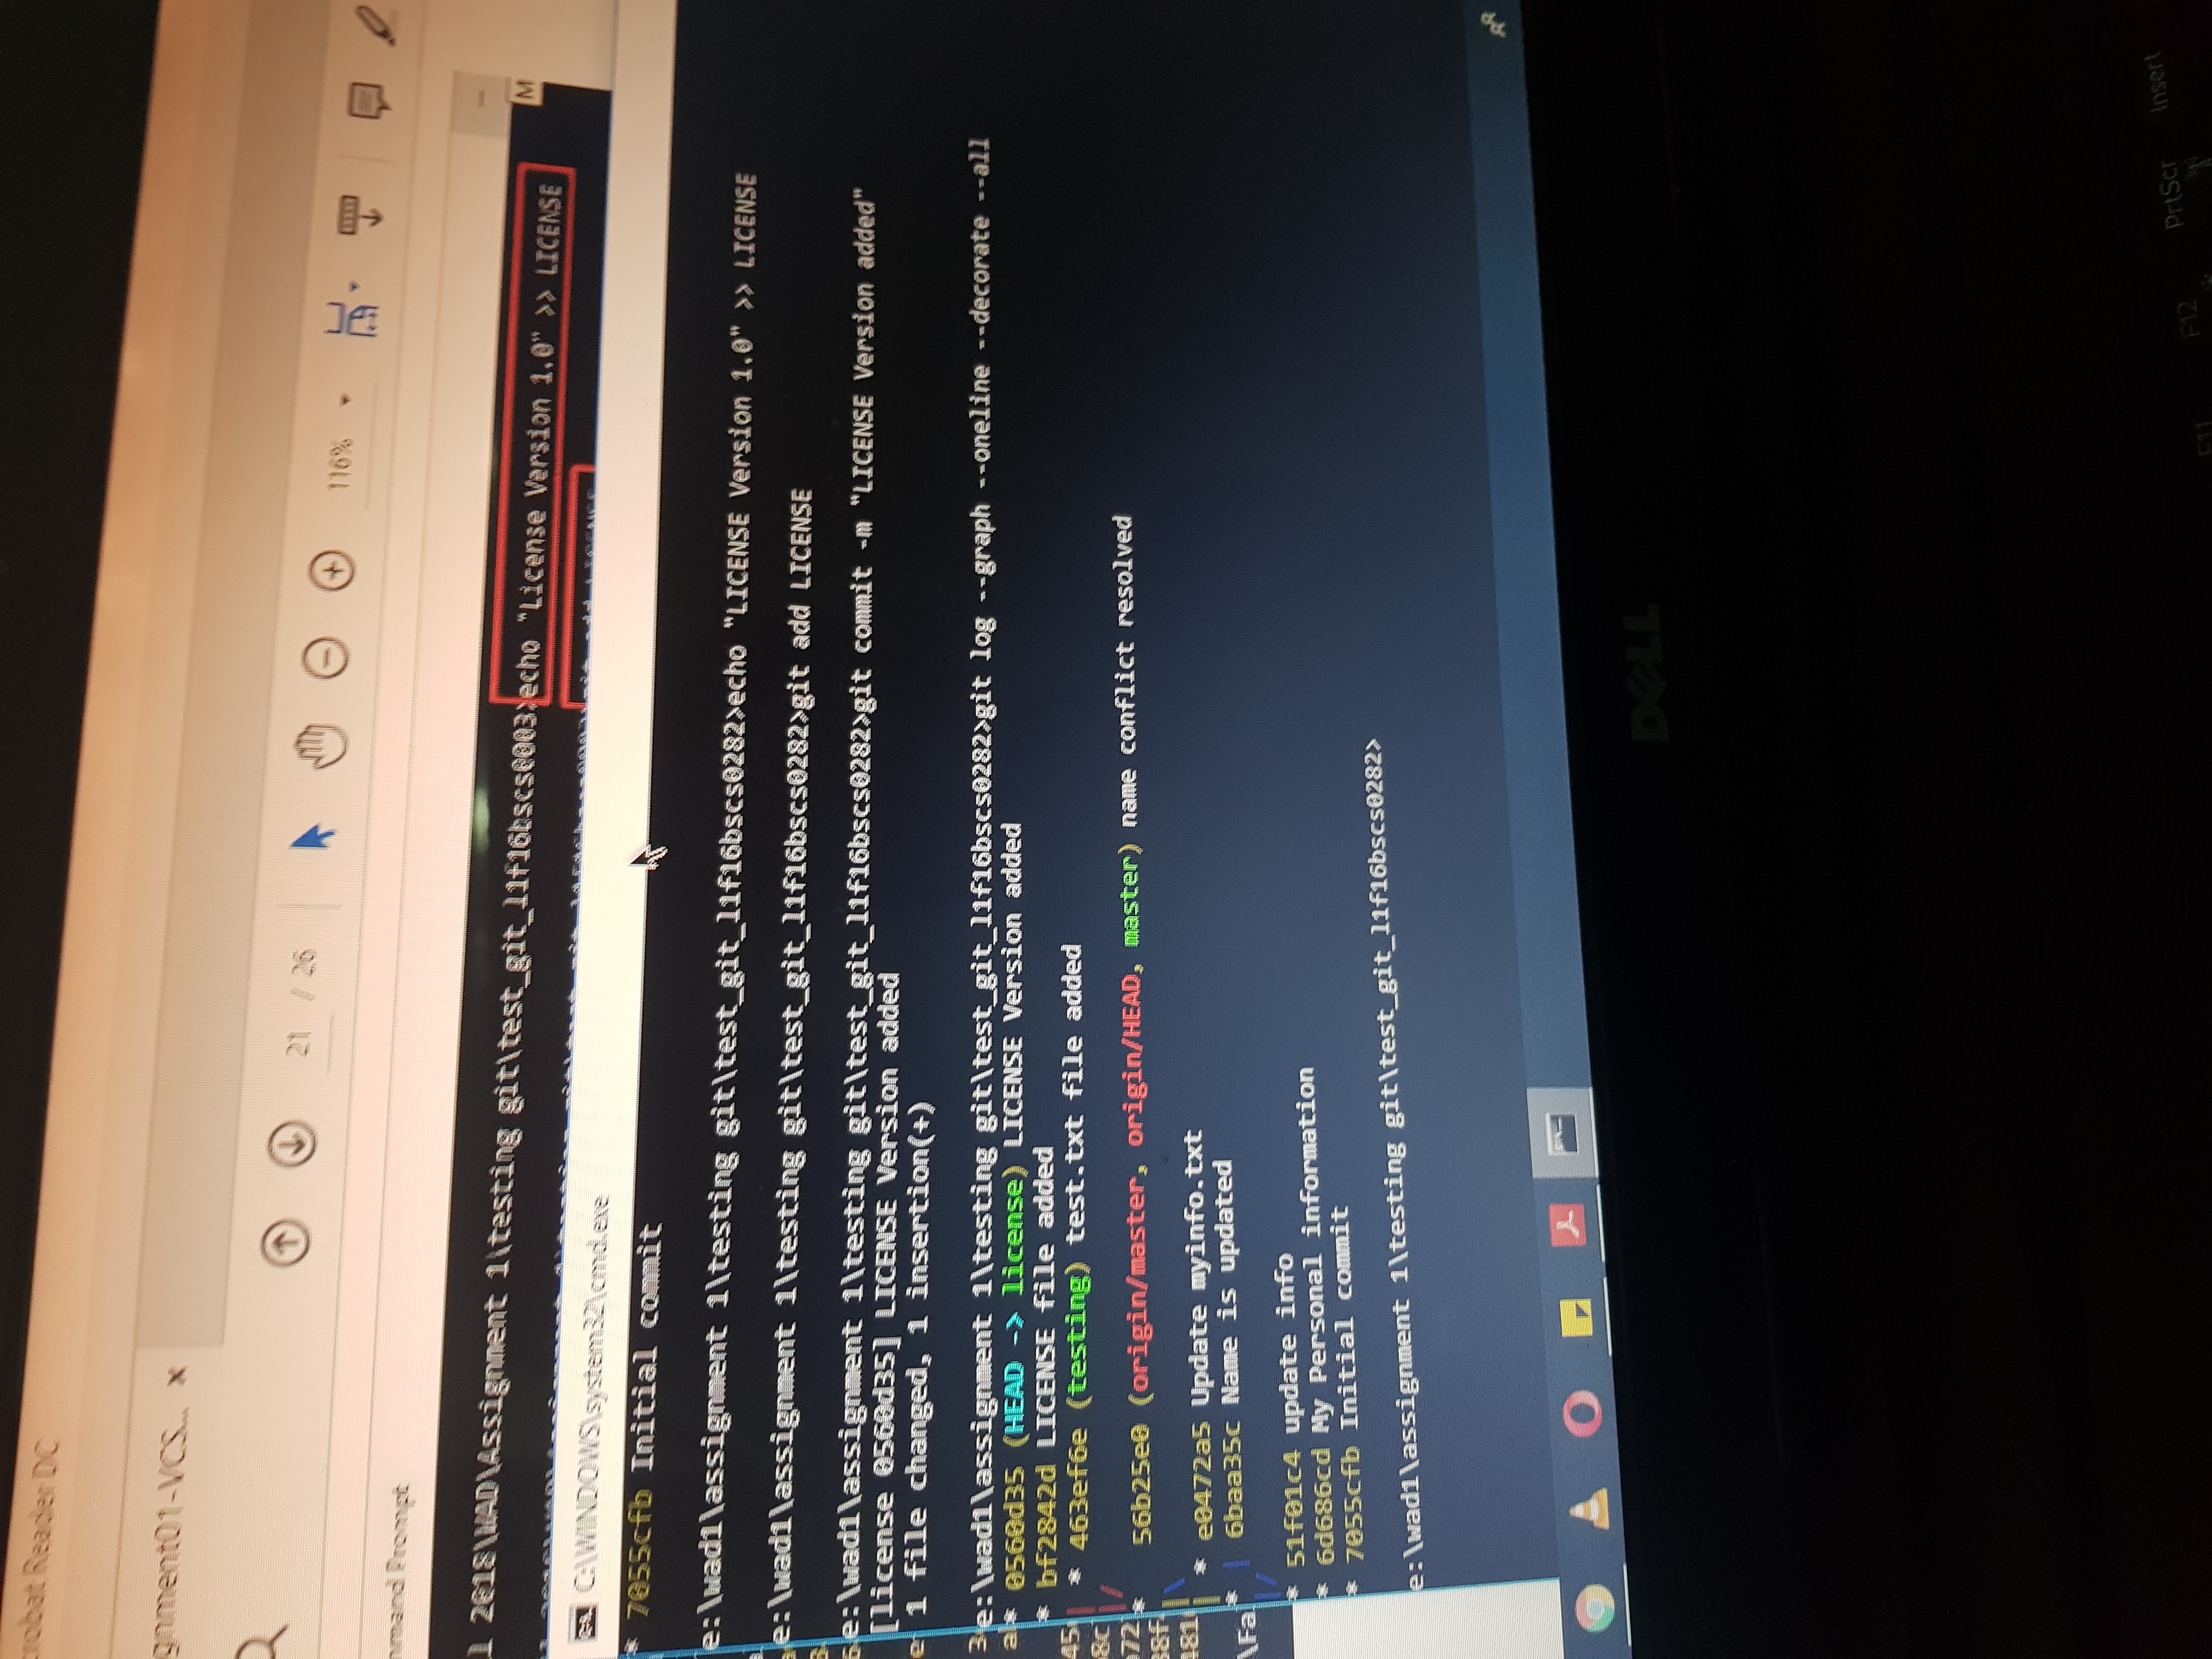 crobat Reader DC
gnment01-VCS... ×
21 / 26
116%
mmand Prompt
l 2018\WAD\Assignment 1\testing git\test_git_l1f16bscs0003>echo "License Version 1.0" >> LICENSE
M
C:\WINDOWS\system32\cmd.exe
* 7055cfb Initial commit
e:\wad1\assignment 1\testing git\test_git_l1f16bscs0282>echo "LICENSE Version 1.0" >> LICENSE
e:\wad1\assignment 1\testing git\test_git_l1f16bscs0282>git add LICENSE
e:\wad1\assignment 1\testing git\test_git_l1f16bscs0282>git commit -m "LICENSE Version added"
[license 0560d35] LICENSE Version added
1 file changed, 1 insertion(+)
e:\wad1\assignment 1\testing git\test_git_l1f16bscs0282>git log --graph --oneline --decorate --all
* 0560d35 (HEAD -> license) LICENSE Version added
* bf2842d LICENSE file added
| * 463ef6e (testing) test.txt file added
|/
* 56b25e0 (origin/master, origin/HEAD, master) name conflict resolved
|\
| * e0472a5 Update myinfo.txt
* | 6baa35c Name is updated
|/
* 51f01c4 update info
* 6d686cd My Personal information
* 7055cfb Initial commit
e:\wad1\assignment 1\testing git\test_git_l1f16bscs0282>
45
8c
72
38f
481
\Fa
DELL
F11
F12
PrtScr
Insert